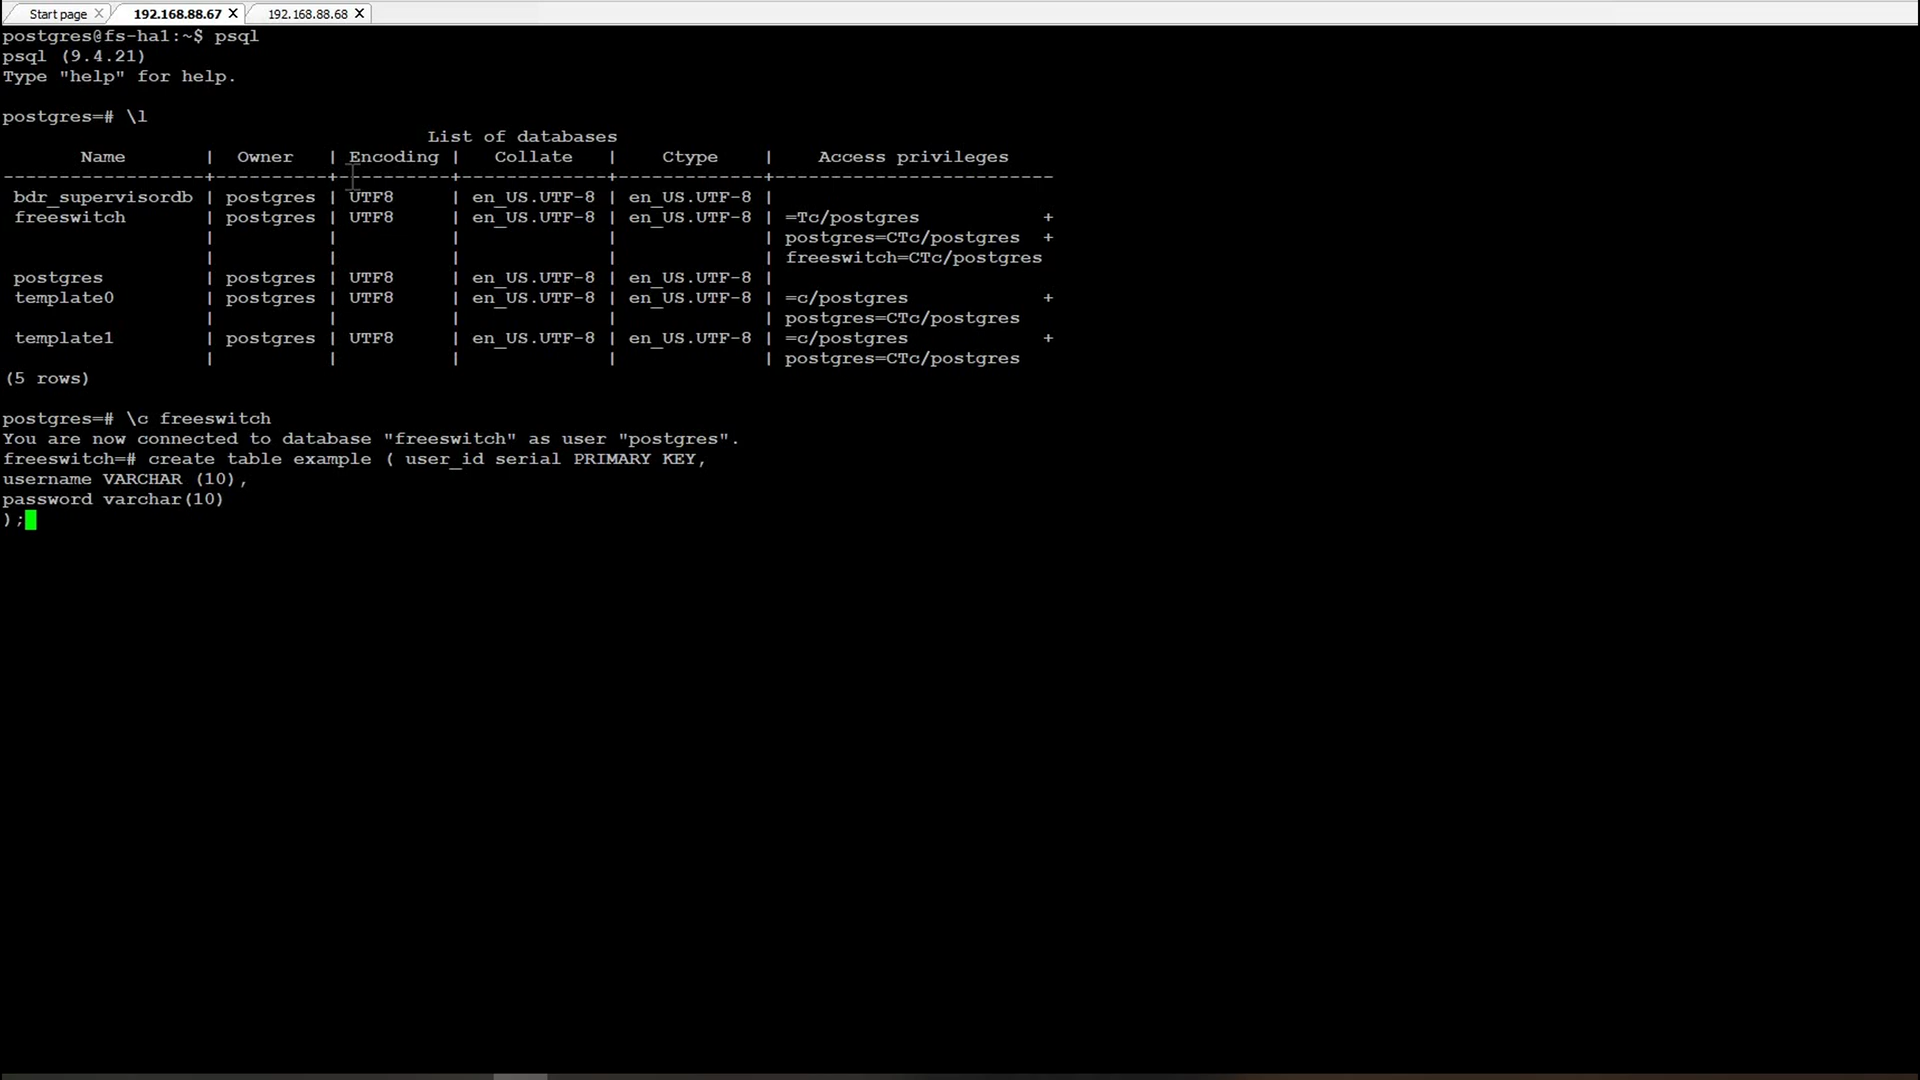 Start page X 192.168.88.67 X 192.168.88.68 X
postgres@fs-ha1:~$ psql
psql (9.4.21)
Type "help" for help.
postgres=# \l
List of databases
Name | Owner | Encoding | Collate | Ctype | Access privileges
------------------+----------+----------+-------------+-------------+-------------------------
bdr_supervisordb | postgres | UTF8 | en_US.UTF-8 | en_US.UTF-8 |
freeswitch | postgres | UTF8 | en_US.UTF-8 | en_US.UTF-8 | =Tc/postgres +
| | | | | postgres=CTc/postgres +
| | | | | freeswitch=CTc/postgres
postgres | postgres | UTF8 | en_US.UTF-8 | en_US.UTF-8 |
template0 | postgres | UTF8 | en_US.UTF-8 | en_US.UTF-8 | =c/postgres +
| | | | | postgres=CTc/postgres
template1 | postgres | UTF8 | en_US.UTF-8 | en_US.UTF-8 | =c/postgres +
| | | | | postgres=CTc/postgres
(5 rows)
postgres=# \c freeswitch
You are now connected to database "freeswitch" as user "postgres".
freeswitch=# create table example ( user_id serial PRIMARY KEY,
username VARCHAR (10),
password varchar(10)
);